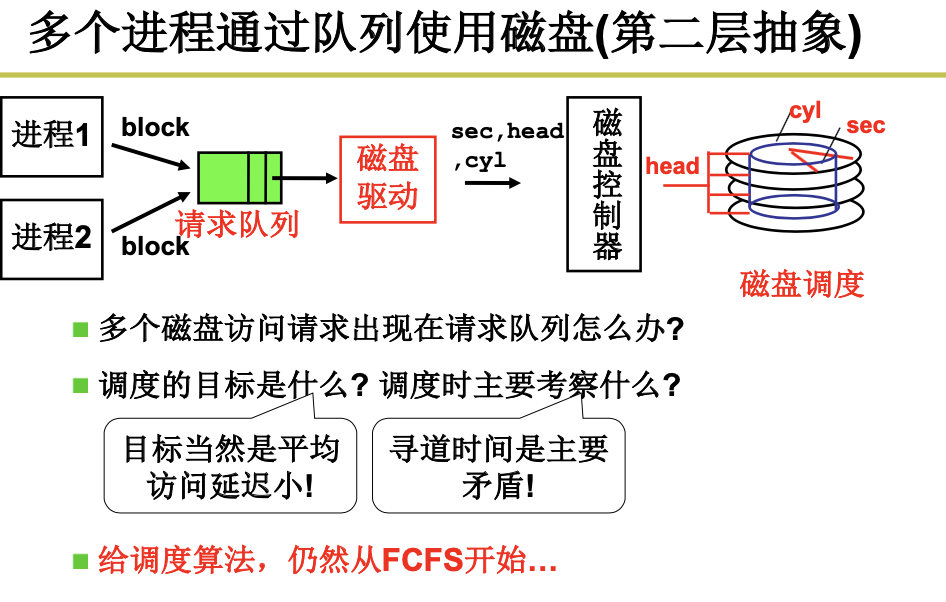 多个进程通过队列使用磁盘(第二层抽象)
进程1
block
进程2
block
请求队列
磁盘
驱动
sec,head
,cyl
磁
盘
控
制
器
head
cyl
sec
磁盘调度
多个磁盘访问请求出现在请求队列怎么办?
调度的目标是什么? 调度时主要考察什么?
目标当然是平均
访问延迟小!
寻道时间是主要
矛盾!
给调度算法，仍然从FCFS开始...